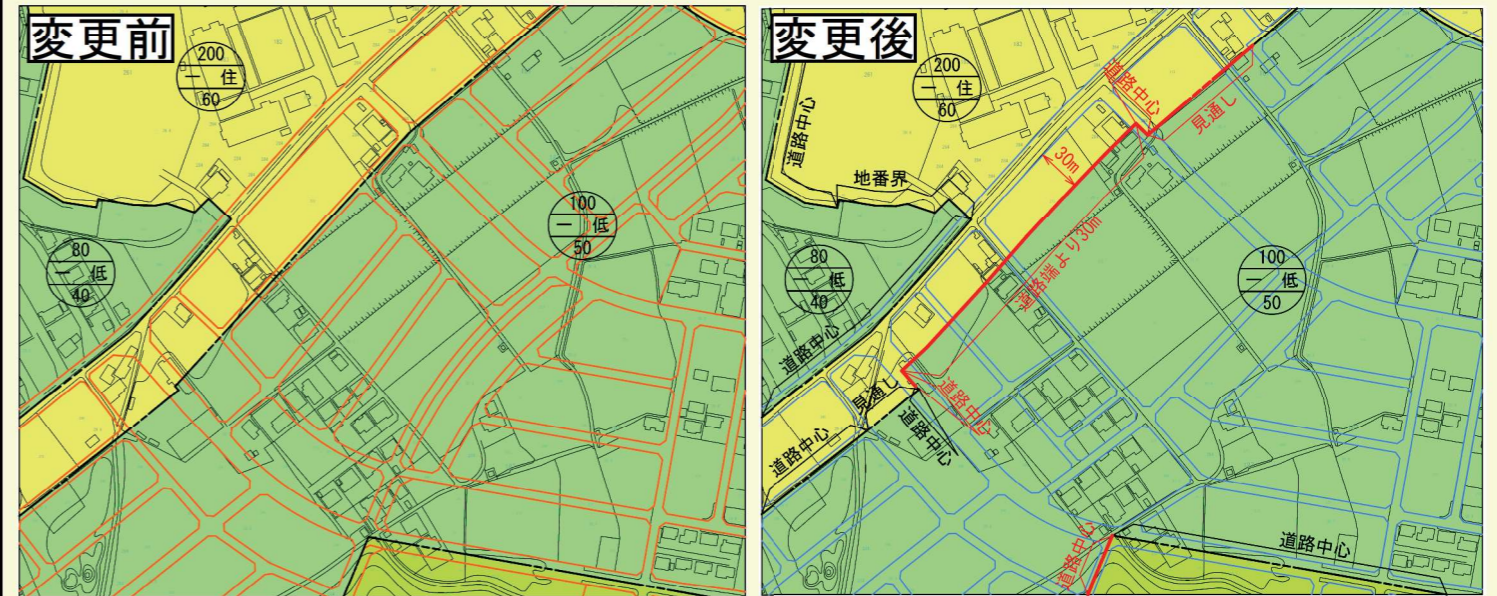 変更前
200
一 住
60
100
一 低
50
80
一 低
40
変更後
200
一 住
60
道路中心
道路中心
見通し
地番界
30m
道路端より30m
80
一 低
40
100
一 低
50
道路中心
見通し
道路中心
道路中心
道路中心
道路中心
道路中心